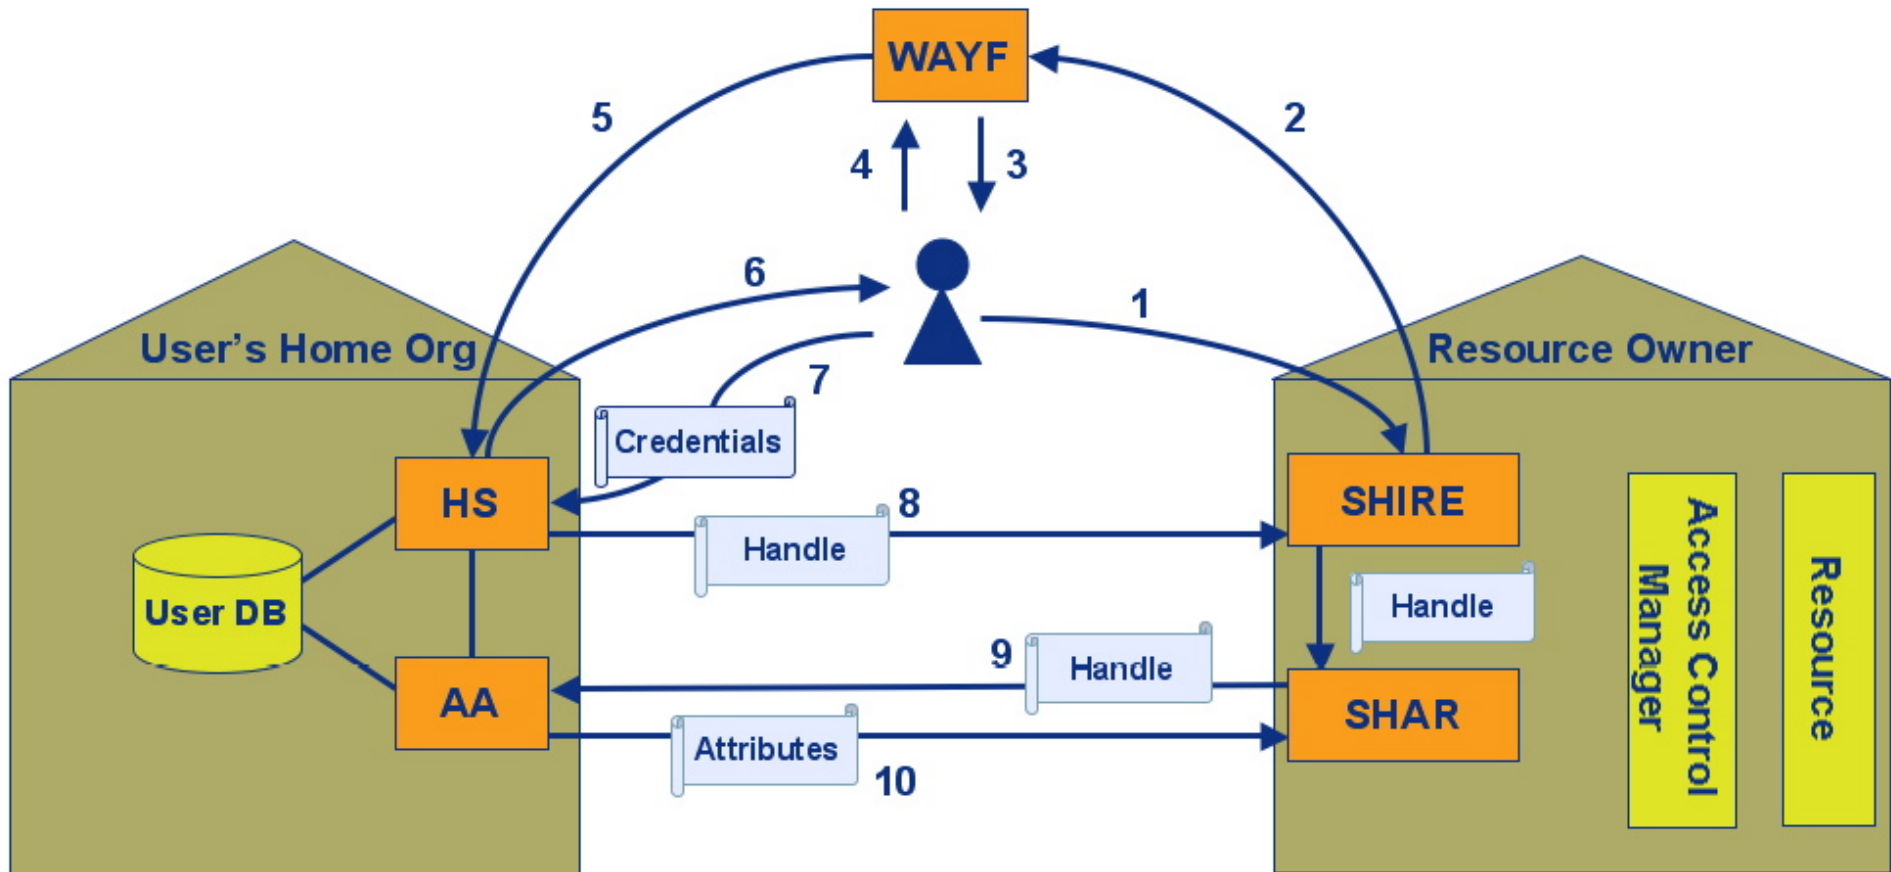 WAYF
5
2
4
3
6
1
User's Home Org
Resource Owner
7
Credentials
HS
8
SHIRE
Handle
User DB
Handle
9
Handle
AA
SHAR
Attributes
10
Access Control
Manager
Resource